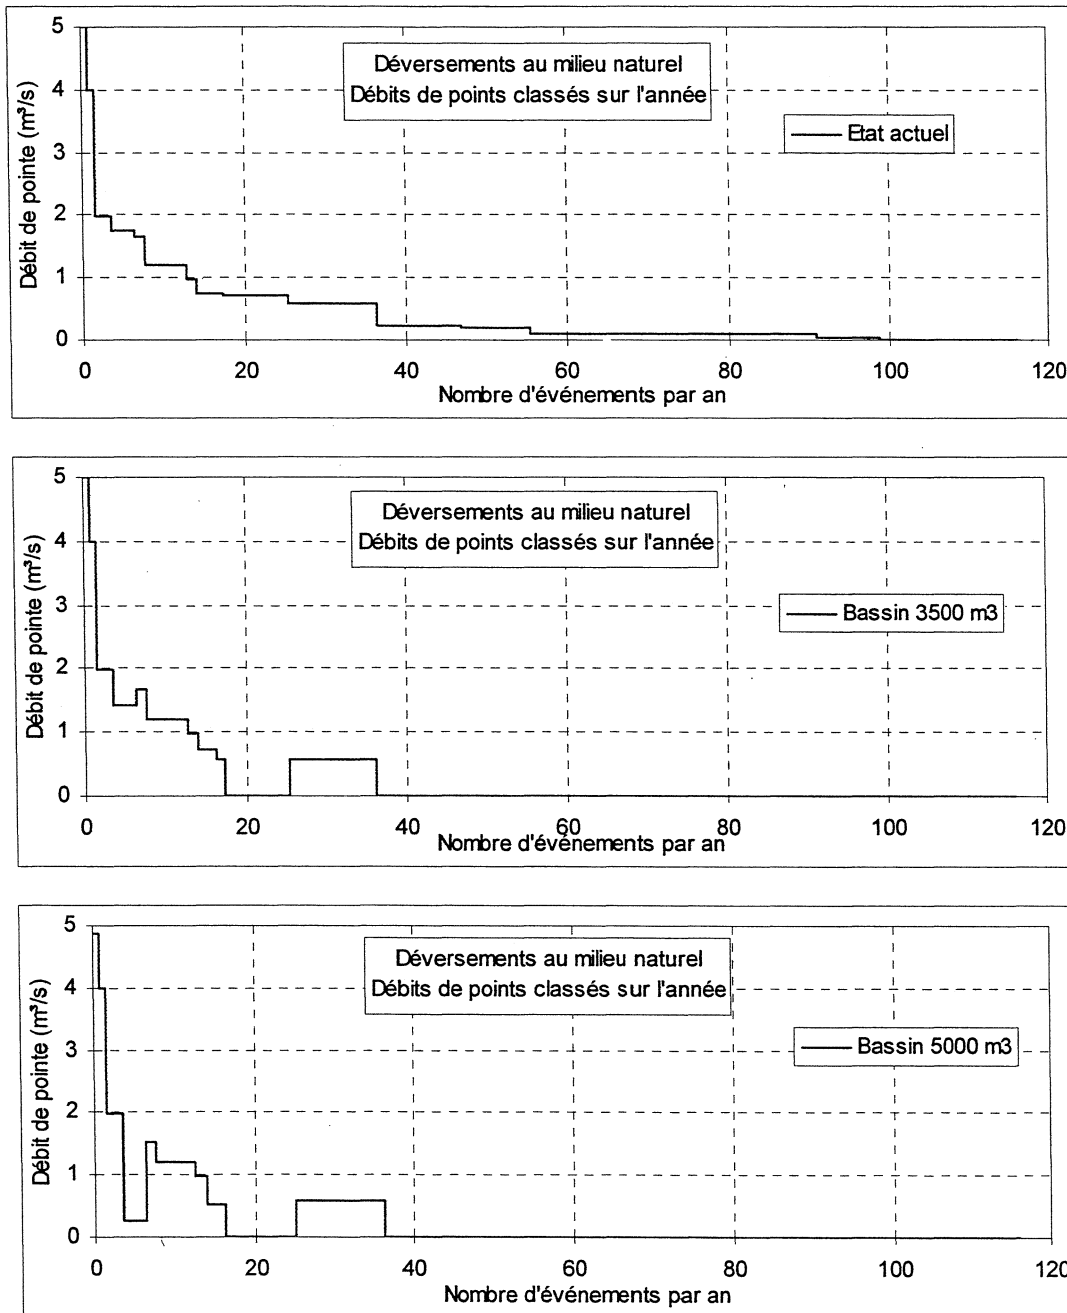 5
4
3
2
1
0
Débit de pointe (m³/s)
Déversements au milieu naturel
Débits de points classés sur l'année
Etat actuel
0 20 40 60 80 100 120
Nombre d'événements par an
5
4
3
2
1
0
Débit de pointe (m³/s)
Déversements au milieu naturel
Débits de points classés sur l'année
Bassin 3500 m3
0 20 40 60 80 100 120
Nombre d'événements par an
5
4
3
2
1
0
Débit de pointe (m³/s)
Déversements au milieu naturel
Débits de points classés sur l'année
Bassin 5000 m3
0 20 40 60 80 100 120
Nombre d'événements par an